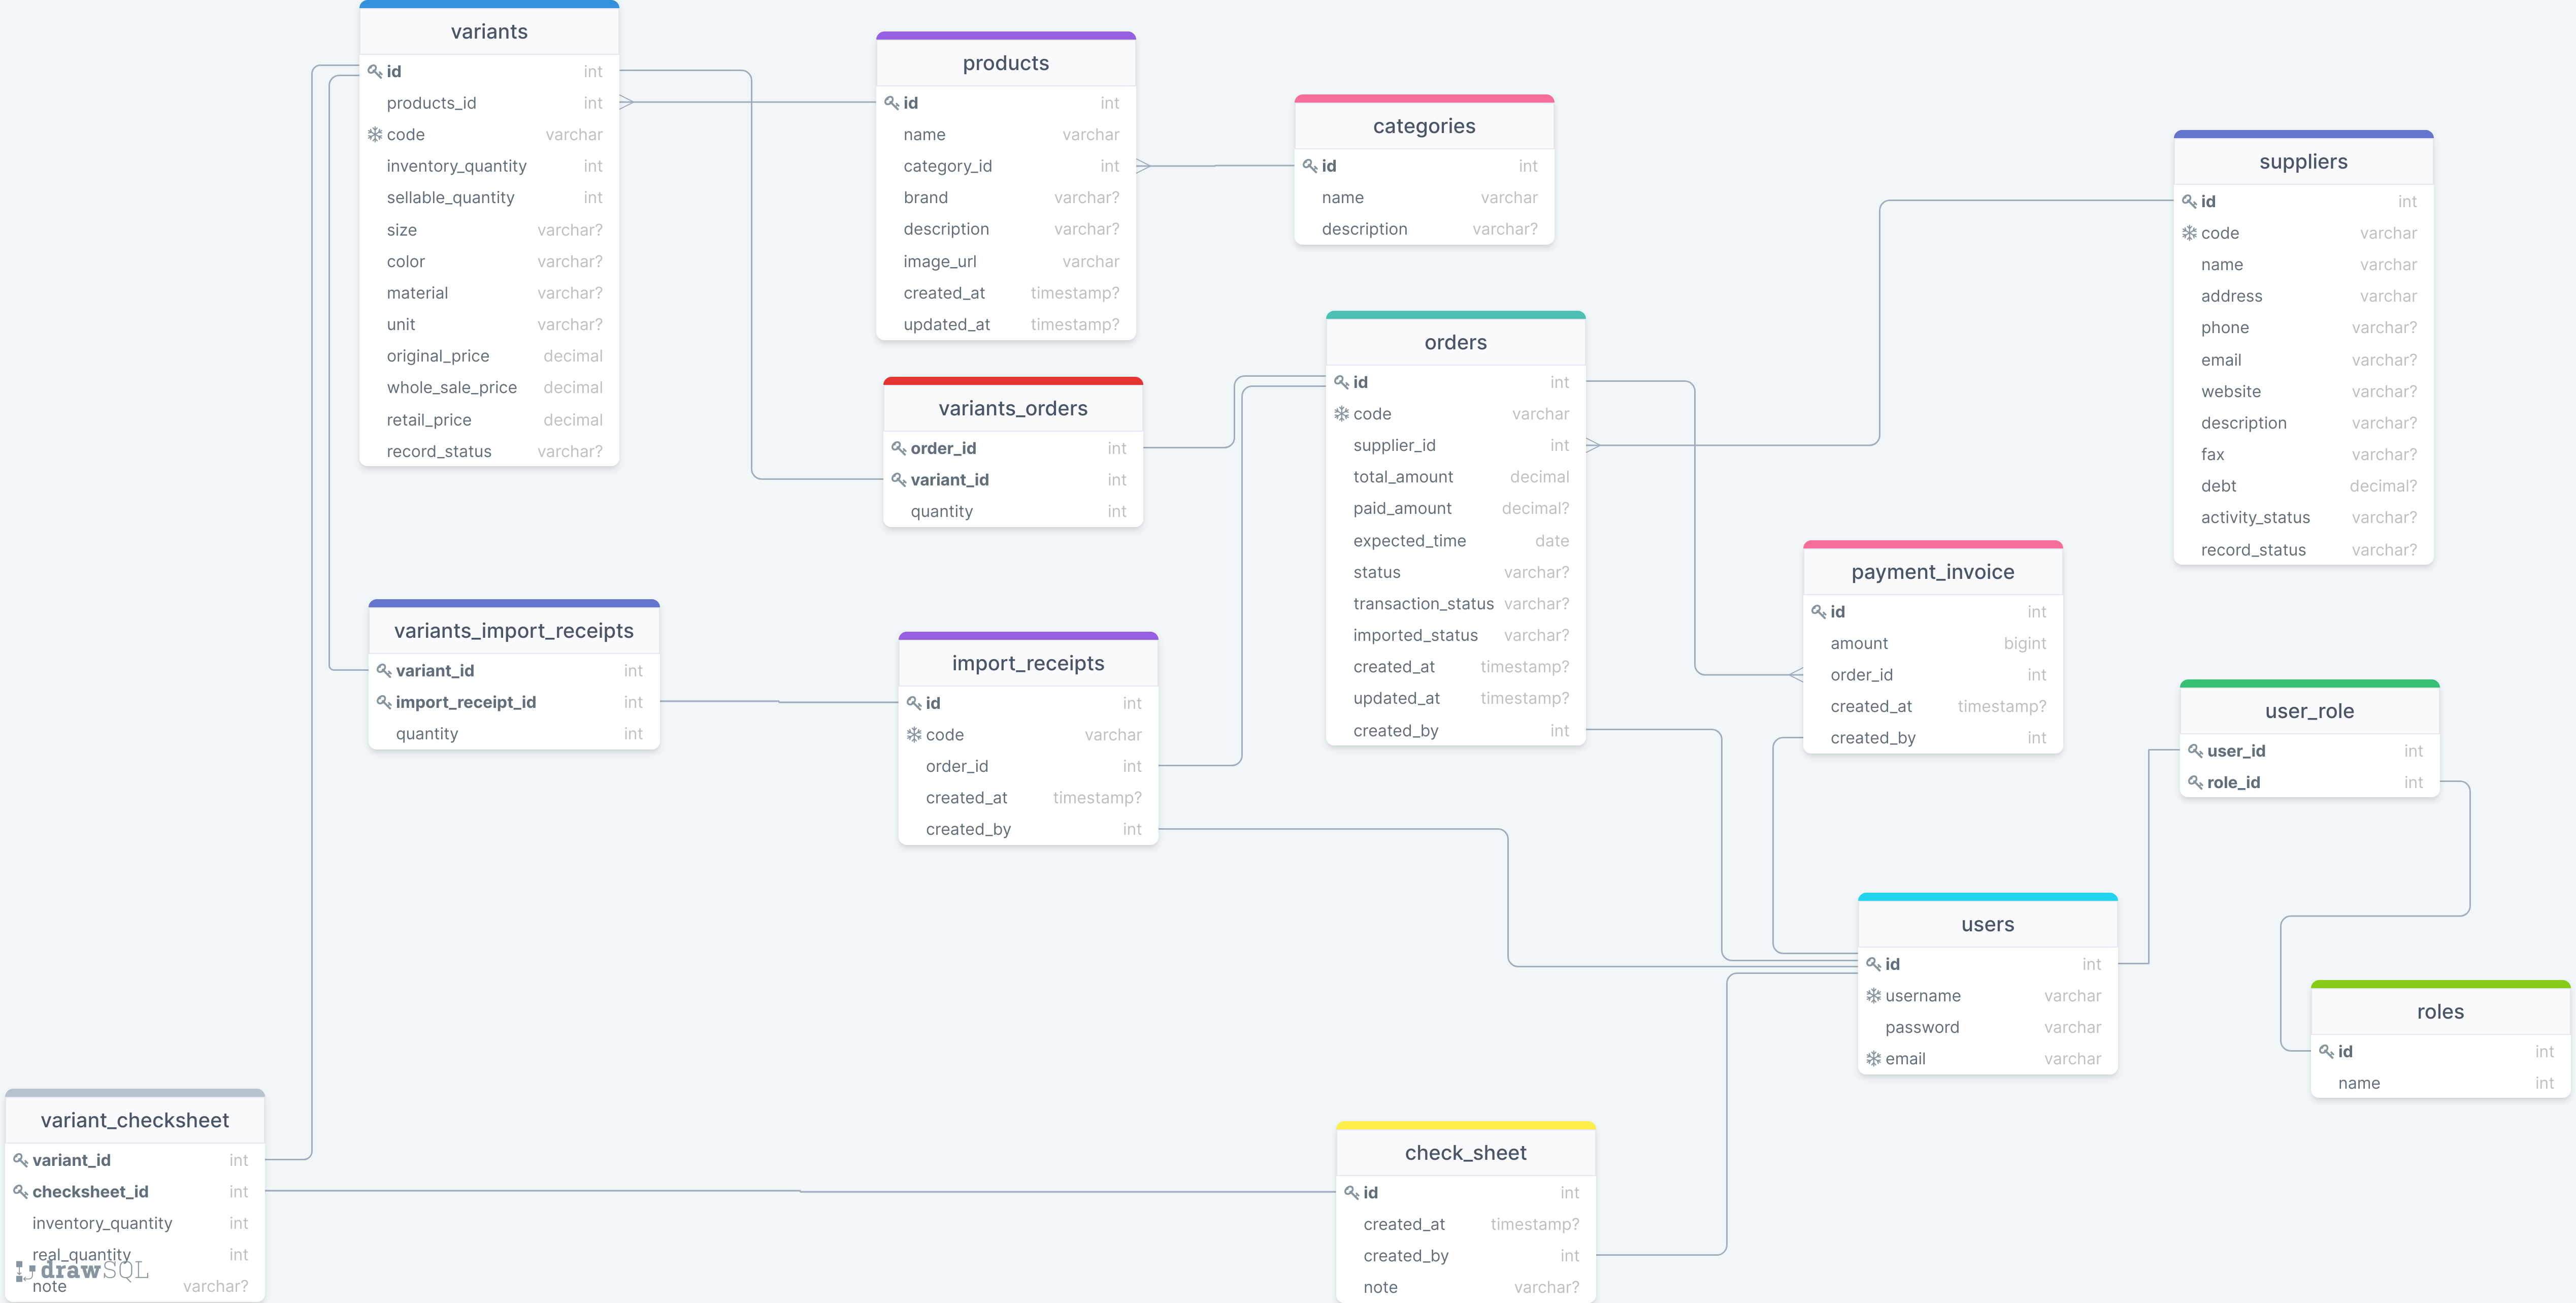 variants
id int
products_id int
code varchar
inventory_quantity int
sellable_quantity int
size varchar?
color varchar?
material varchar?
unit varchar?
original_price decimal
whole_sale_price decimal
retail_price decimal
record_status varchar?
products
id int
name varchar
category_id int
brand varchar?
description varchar?
image_url varchar
created_at timestamp?
updated_at timestamp?
categories
id int
name varchar
description varchar?
suppliers
id int
code varchar
name varchar
address varchar
phone varchar?
email varchar?
website varchar?
description varchar?
fax varchar?
debt decimal?
activity_status varchar?
record_status varchar?
variants_orders
order_id int
variant_id int
quantity int
orders
id int
code varchar
supplier_id int
total_amount decimal
paid_amount decimal?
expected_time date
status varchar?
transaction_status varchar?
imported_status varchar?
created_at timestamp?
updated_at timestamp?
created_by int
payment_invoice
id int
amount bigint
order_id int
created_at timestamp?
created_by int
variants_import_receipts
variant_id int
import_receipt_id int
quantity int
import_receipts
id int
code varchar
order_id int
created_at timestamp?
created_by int
user_role
user_id int
role_id int
users
id int
username varchar
password varchar
email varchar
roles
id int
name int
variant_checksheet
variant_id int
checksheet_id int
inventory_quantity int
real_quantity int
note varchar?
drawSQL
check_sheet
id int
created_at timestamp?
created_by int
note varchar?